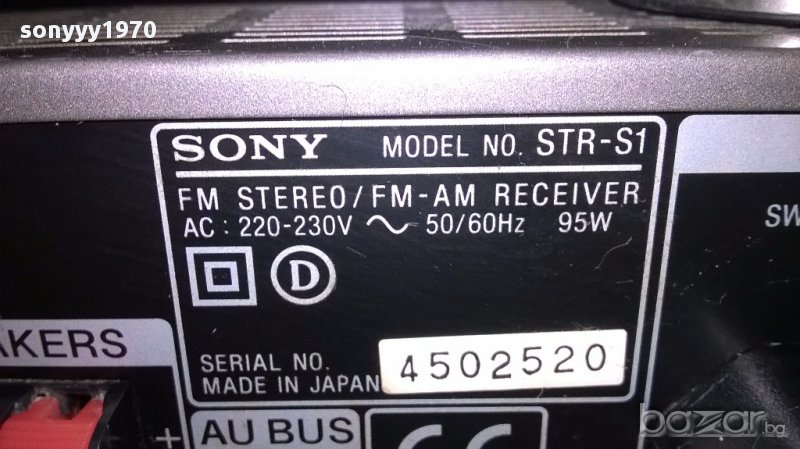 sonyyy1970
SONY MODEL NO. STR-S1
FM STEREO/FM-AM RECEIVER
AC: 220-230V ~ 50/60Hz 95W
D
SERIAL NO. 4502520
MADE IN JAPAN
AKERS
SW
+
AU BUS
CE
bazar.bg